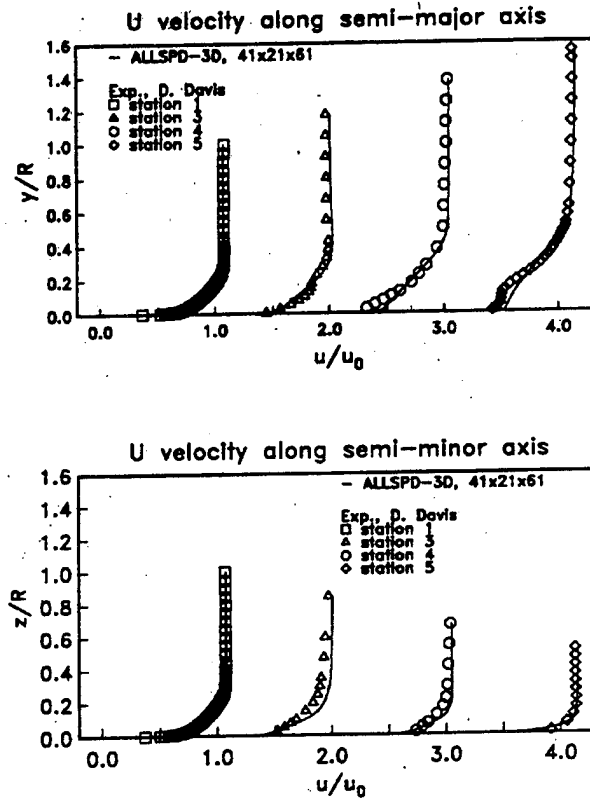 U velocity along semi-major axis
1.6
- ALLSPD-3D, 41x21x61
1.4
Exp., D. Davis
□ station 1
△ station 3
○ station 4
◇ station 5
1.2
1.0
0.8
0.6
0.4
0.2
0.0
y/R
0.0 1.0 2.0 3.0 4.0
u/u₀
U velocity along semi-minor axis
1.6
- ALLSPD-3D, 41x21x61
1.4
Exp., D. Davis
□ station 1
△ station 3
○ station 4
◇ station 5
1.2
1.0
0.8
0.6
0.4
0.2
0.0
z/R
0.0 1.0 2.0 3.0 4.0
u/u₀